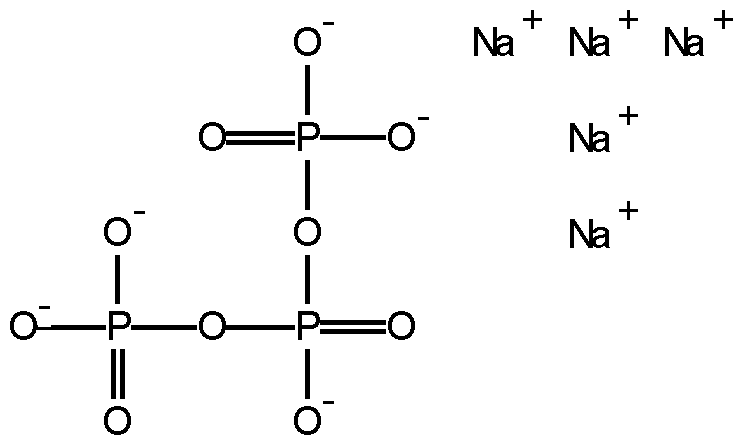 O- Na+ Na+ Na+
O P O- Na+
O- O Na+
O- P O P O
O O-